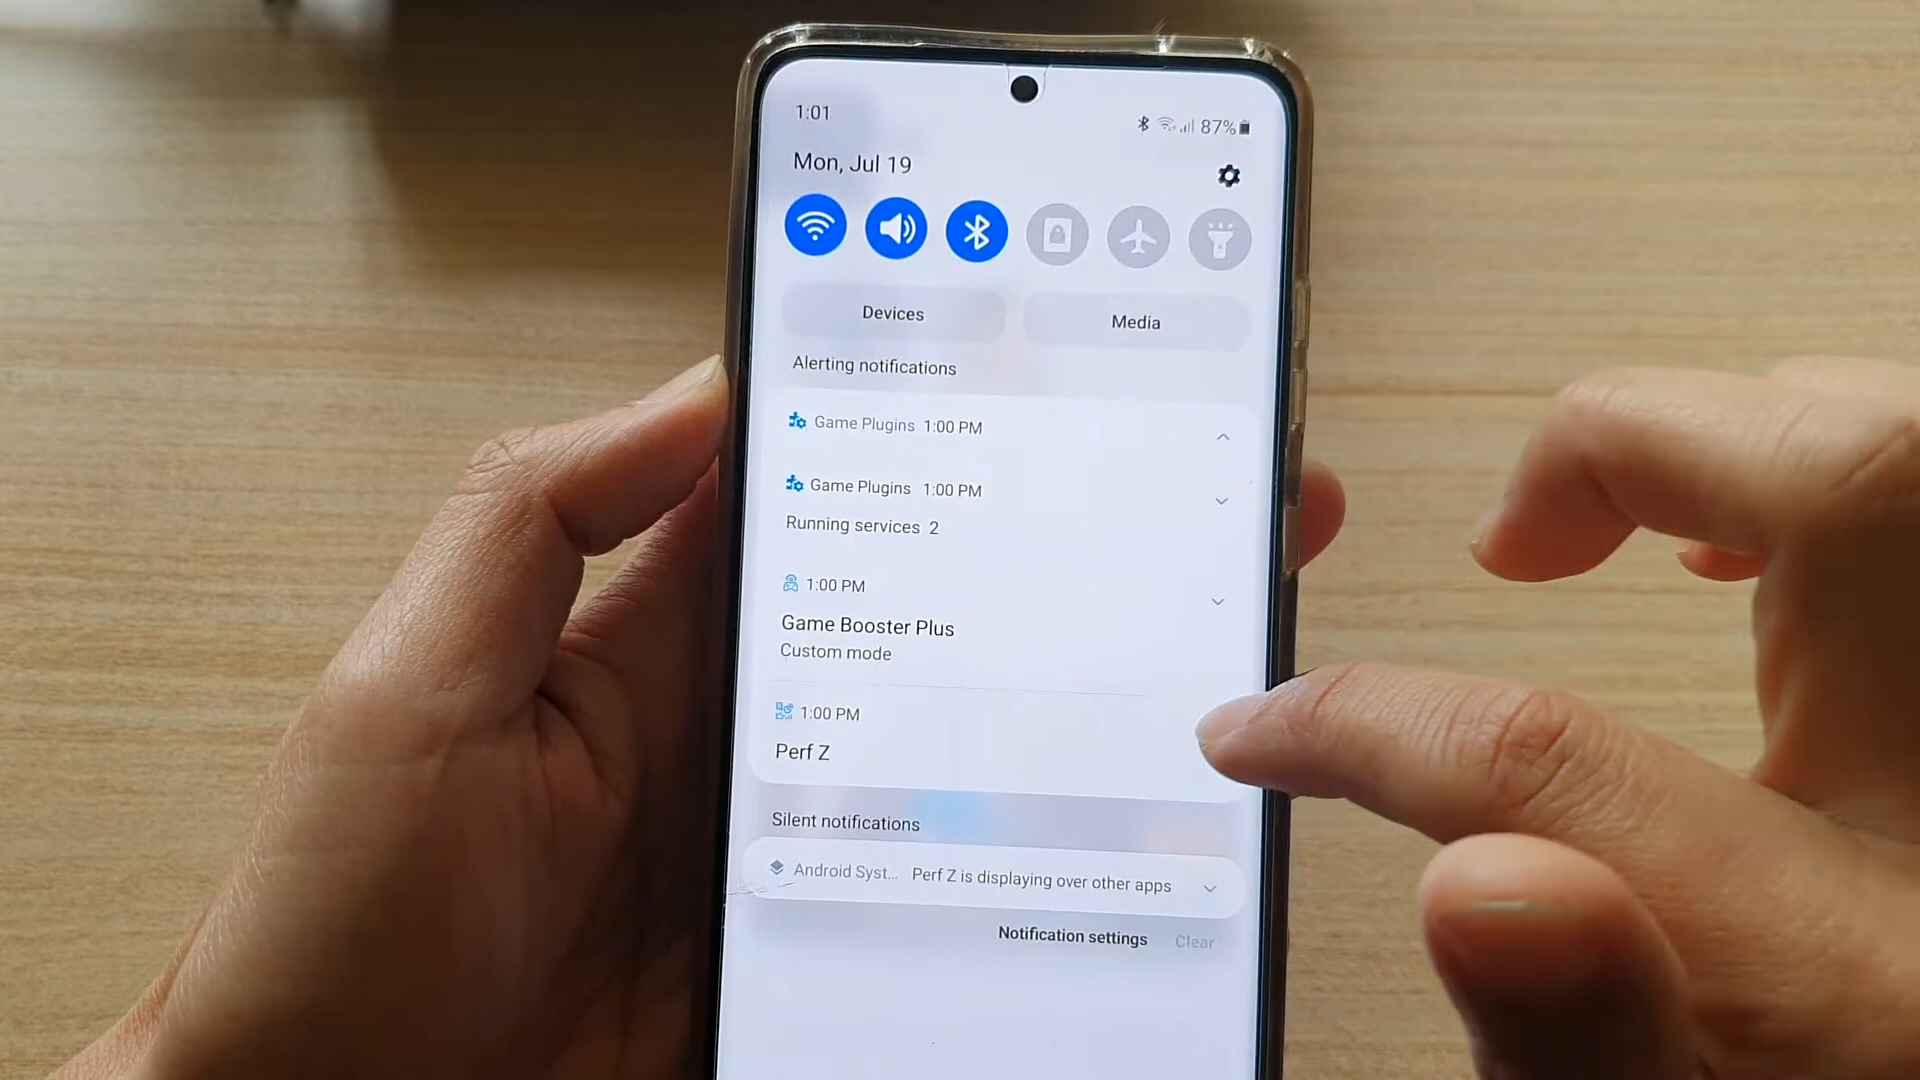 1:01
87%
Mon, Jul 19
Devices
Media
Alerting notifications
Game Plugins 1:00 PM
Game Plugins 1:00 PM
Running services 2
1:00 PM
Game Booster Plus
Custom mode
1:00 PM
Perf Z
Silent notifications
Android Syst... Perf Z is displaying over other apps
Notification settings
Clear